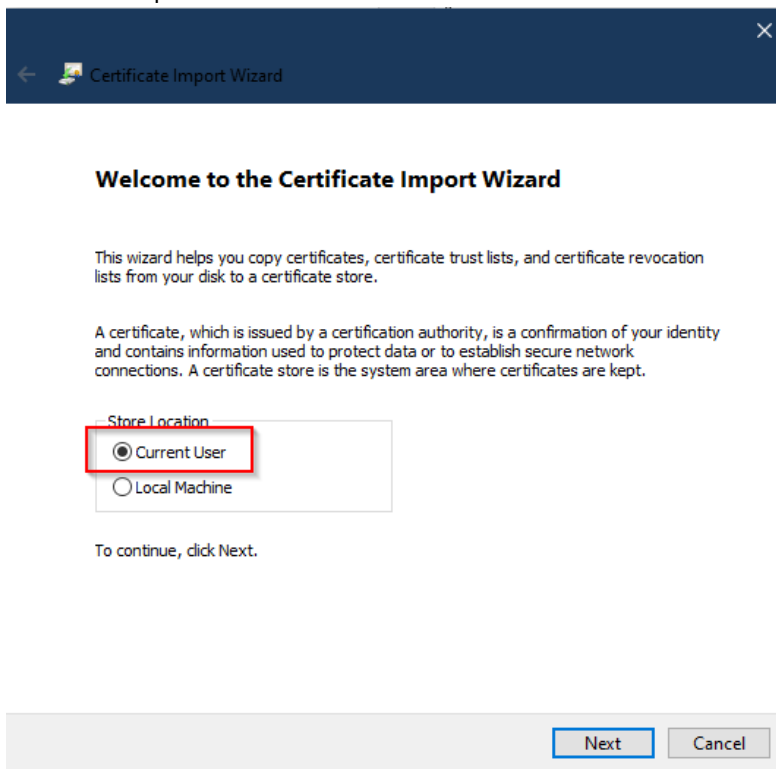 Certificate Import Wizard
Welcome to the Certificate Import Wizard
This wizard helps you copy certificates, certificate trust lists, and certificate revocation
lists from your disk to a certificate store.
A certificate, which is issued by a certification authority, is a confirmation of your identity
and contains information used to protect data or to establish secure network
connections. A certificate store is the system area where certificates are kept.
Store Location
Current User
Local Machine
To continue, click Next.
Next Cancel